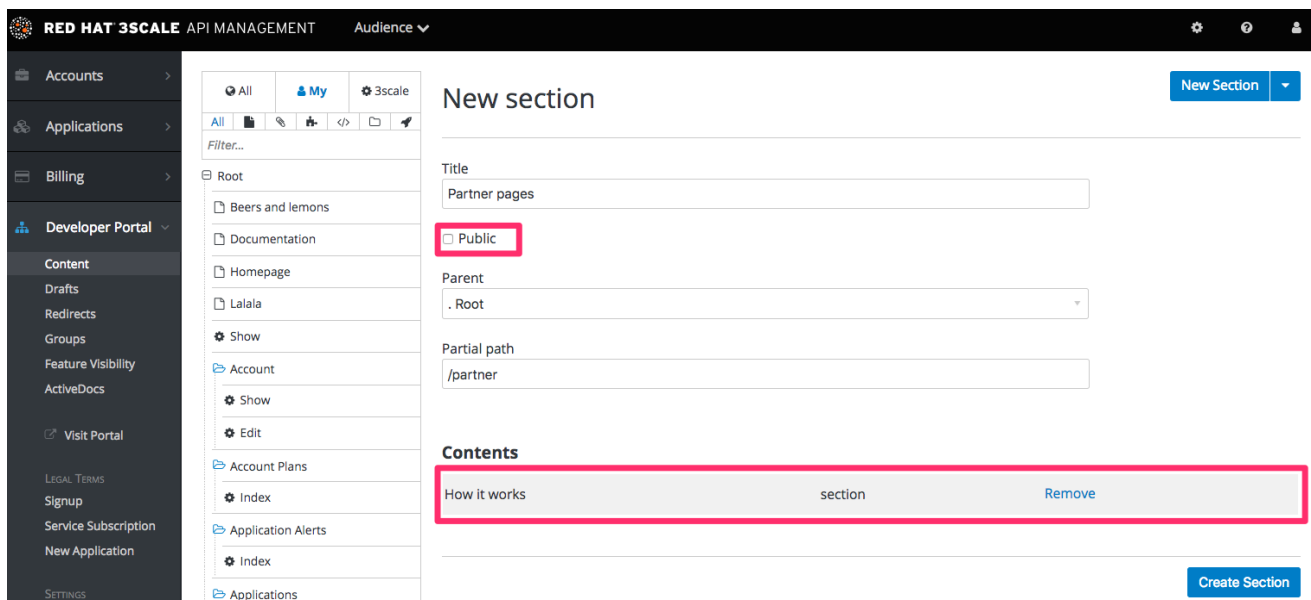 RED HAT 3SCALE API MANAGEMENT
Audience
Accounts
Applications
Billing
Developer Portal
Content
Drafts
Redirects
Groups
Feature Visibility
ActiveDocs
Visit Portal
LEGAL TERMS
Signup
Service Subscription
New Application
SETTINGS
All My 3scale
All
Filter...
Root
Beers and lemons
Documentation
Homepage
Lalala
Show
Account
Show
Edit
Account Plans
Index
Application Alerts
Index
Applications
New section
New Section
Title
Partner pages
Public
Parent
. Root
Partial path
/partner
Contents
How it works section Remove
Create Section